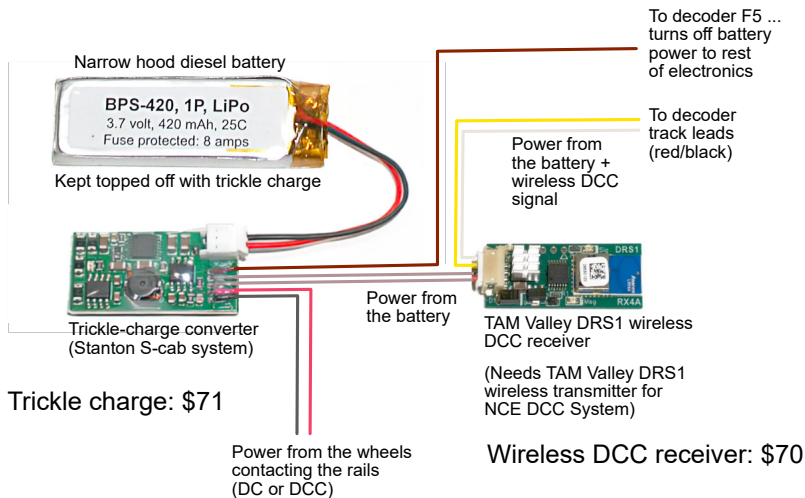 To decoder F5 ...
turns off battery
power to rest
of electronics
Narrow hood diesel battery
BPS-420, 1P, LiPo
3.7 volt, 420 mAh, 25C
Fuse protected: 8 amps
Kept topped off with trickle charge
To decoder
track leads
(red/black)
Power from
the battery +
wireless DCC
signal
DRS1
Sig
Msg
RX4A
Power from
the battery
Trickle-charge converter
(Stanton S-cab system)
TAM Valley DRS1 wireless
DCC receiver
(Needs TAM Valley DRS1
wireless transmitter for
NCE DCC System)
Trickle charge: $71
Wireless DCC receiver: $70
Power from the wheels
contacting the rails
(DC or DCC)